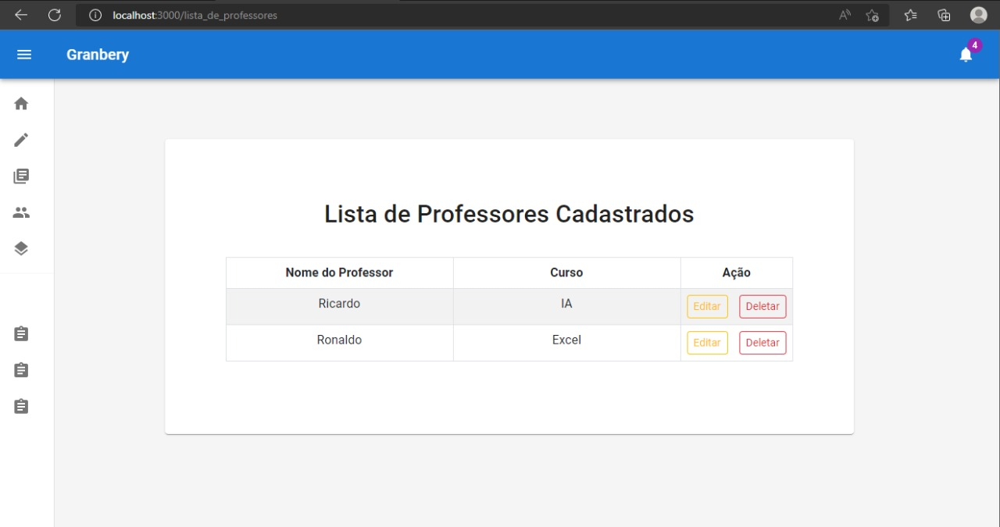 localhost:3000/lista_de_professores
Granbery
4
Lista de Professores Cadastrados
Nome do Professor Curso Ação
Ricardo IA Editar Deletar
Ronaldo Excel Editar Deletar